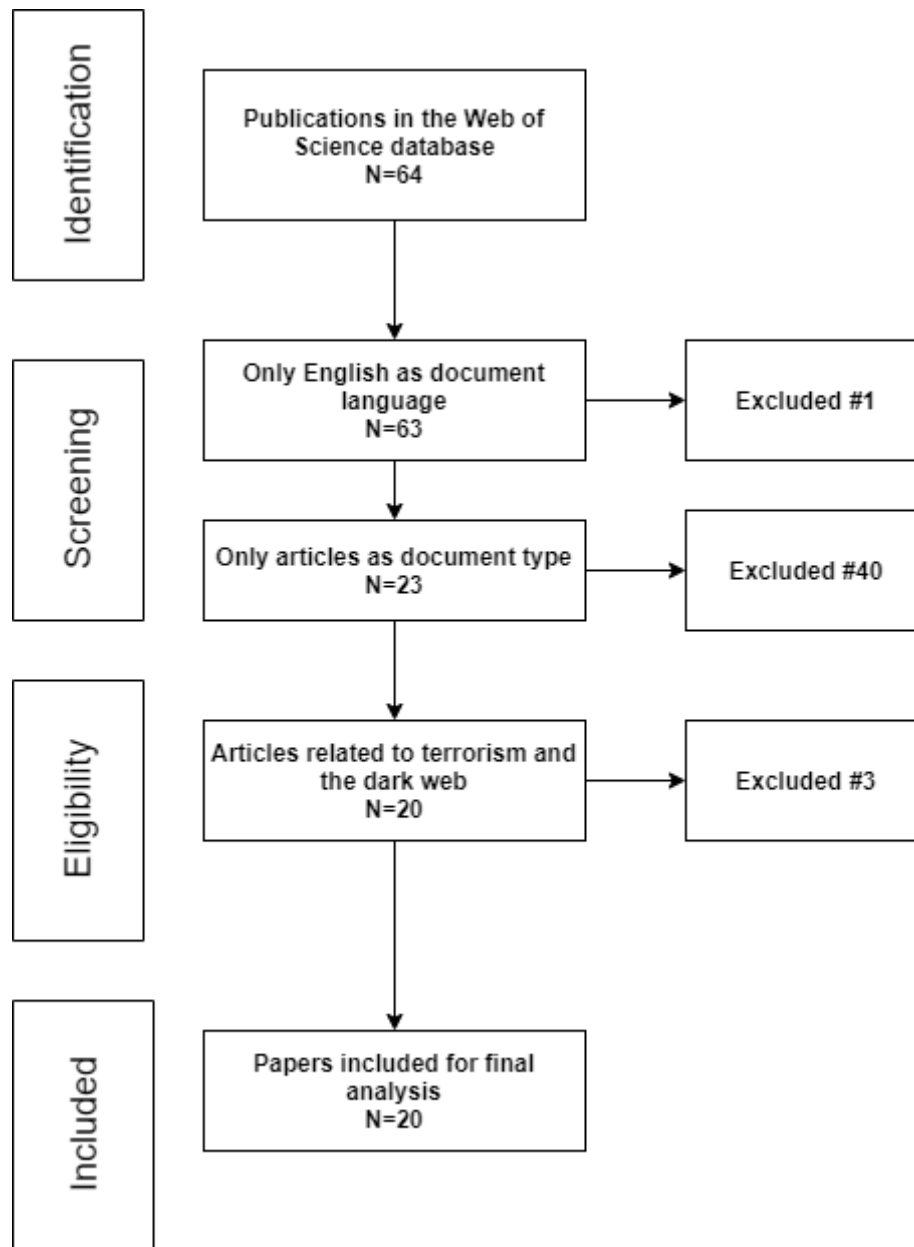 Identification
Publications in the Web of
Science database
N=64
Screening
Only English as document
language
N=63
Excluded #1
Only articles as document type
N=23
Excluded #40
Eligibility
Articles related to terrorism and
the dark web
N=20
Excluded #3
Included
Papers included for final
analysis
N=20